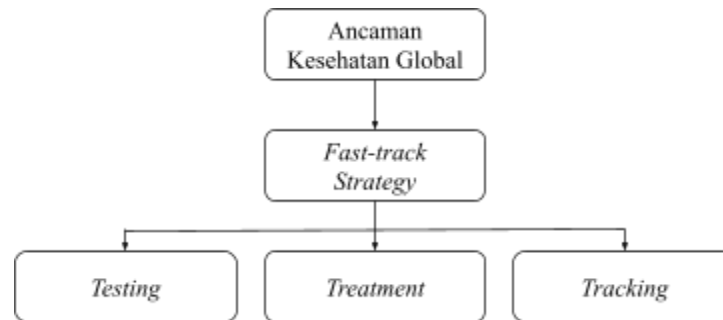 Ancaman
Kesehatan Global
Fast-track
Strategy
Testing
Treatment
Tracking